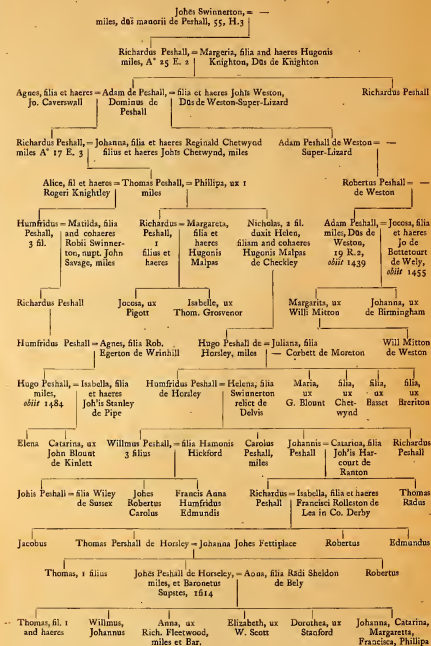 Johẽs Swinnerton, = —
miles, dñs manorii de Peshall, 55, H.3
Richardus Peshall, = Margeria, filia and haeres Hugonis
miles, A° 25 E. 2 Knighton, Dũs de Knighton
Agnes, filia et haeres = Adam de Peshall, = filia et haeres Johĩs Weston, Richardus Peshall
Jo. Caverswall Dominus de Dũs de Weston-Super-Lizard
Peshall
Richardus Peshall, = Johanna, filia et haeres Reginald Chetwynd Adam Peshall de Weston = —
miles A° 17 E. 3 filius et haeres Johĩs Chetwynd, miles Super-Lizard
Alice, fil et haeres = Thomas Peshall, = Phillipa, ux 1 Robertus Peshall = —
Rogeri Knightley miles de Weston
Humfridus = Matilda, filia Richardus = Margareta, Nicholas, 2 fil. Adam Peshall, = Jocosa, filia
Peshall, and cohaeres Peshall, filia et duxit Helen, miles, Dũs de et haeres
3 fil. Robii Swinner- 1 haeres filiam and cohaeres Weston, Jo de
ton, nupt. John filius et Hugonis Hugonis Malpas 19 R.2, Bottetourt
Savage, miles haeres Malpas de Checkley obiit 1439 de Wely,
obiit 1455
Richardus Peshall Jocosa, ux Isabelle, ux Margarita, ux Johanna, ux
Pigott Thom. Grosvenor Willi Mitton de Birmingham
Humfridus Peshall = Agnes, filia Rob. Hugo Peshall de = Juliana, filia Will Mitton
Egerton de Wrinhill Horsley, miles — Corbett de Moreton de Weston
Hugo Peshall, = Isabella, filia Humfridus Peshall = Helena, filia Maria, filia, filia, filia,
miles, et haeres de Horsley Swinnerton ux ux ux ux
obiit 1484 Joh'is Stanley relict de G. Blount Chet- Basset Breriton
de Pipe Delvis wynd
Elena Catarina, ux Willmus Peshall, = filia Hamonis Carolus Johannis = Catarina, filia Richardus
John Blount 3 filius Hickford Peshall, Peshall Joh'is Har- Peshall
de Kinlett miles court de
Ranton
Johis Peshall = filia Wiley Johes Francis Anna Richardus = Isabella, filia et haeres Thomas
de Sussex Robertus Humfridus Peshall Francisci Rolleston de Radus
Carolus Edmundis Lea in Co. Derby
Jacobus Thomas Pershall de Horsley = Johanna Johes Fettiplace Robertus Edmundus
Thomas, 1 filius Johẽs Peshall de Horseley, = Aoua, filia Radi Sheldon Robertus
miles, et Baronetus de Bely
Supstes, 1614
Thomas, fil. 1 Willmus, Anna, ux Elizabeth, ux Dorothea, ux Johanna, Catarina,
and haeres Johannus Rich. Fleetwood, W. Scott Stanford Margaretta,
miles et Bar. Francisca, Phillipa